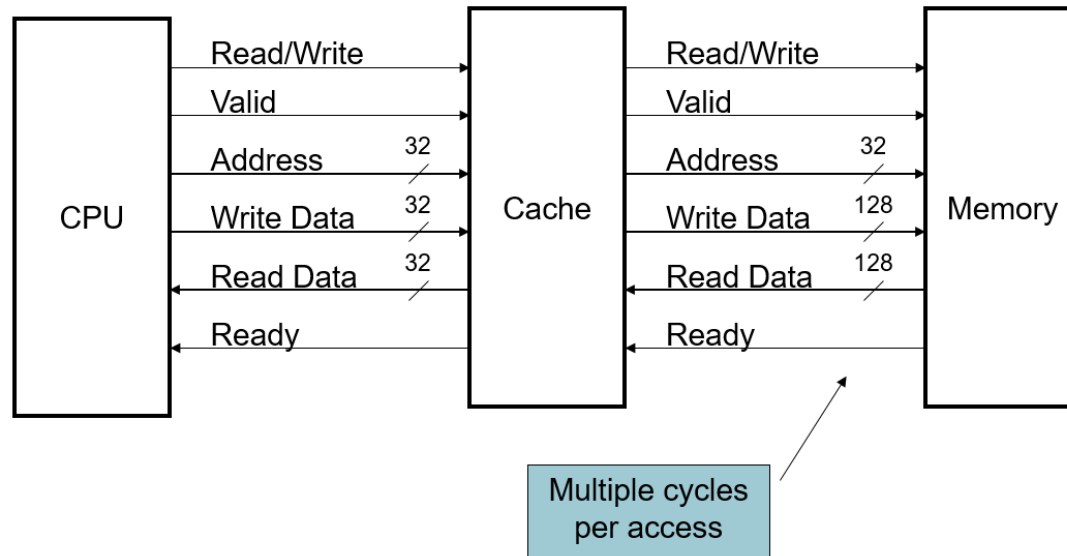 CPU
Read/Write
Valid
Address 32
Write Data 32
Read Data 32
Ready
Cache
Read/Write
Valid
Address 32
Write Data 128
Read Data 128
Ready
Memory
Multiple cycles
per access